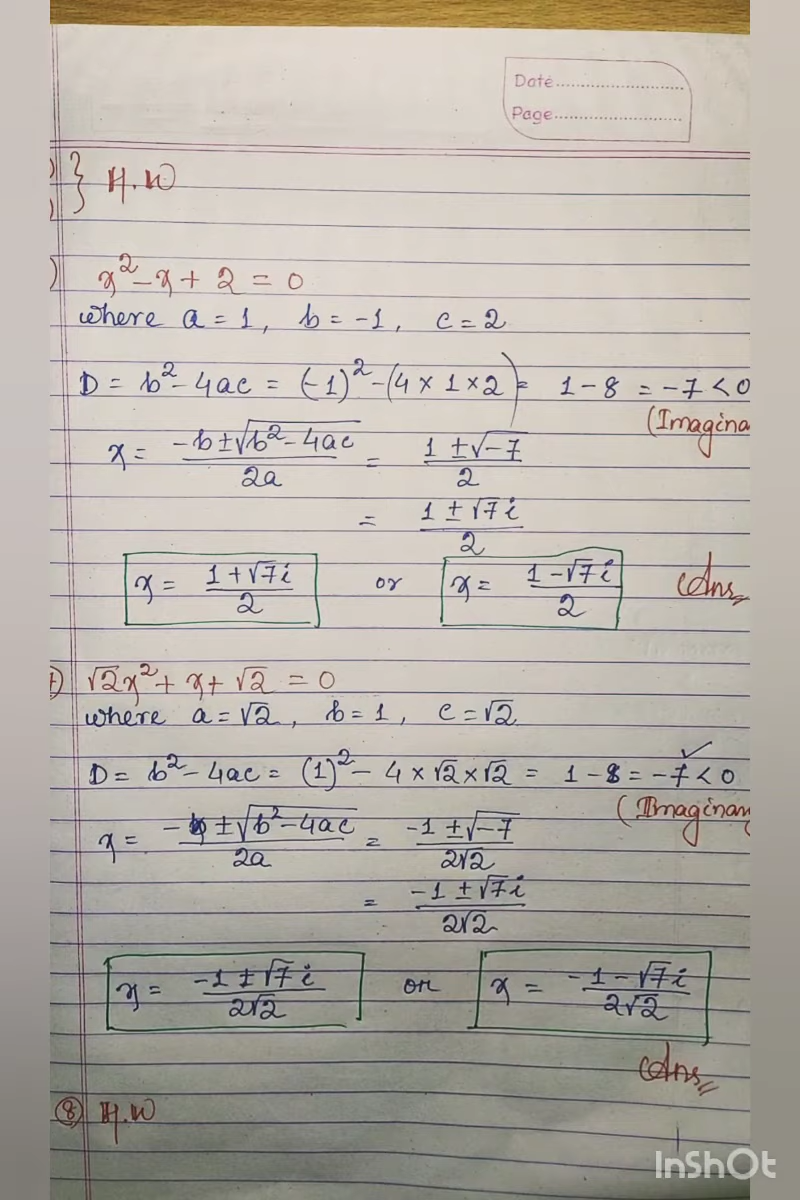 Date
Page
)
)} H.W
) x² - x + 2 = 0
where a = 1, b = -1, c = 2
D = b² - 4ac = (-1)² - (4 × 1 × 2) = 1 - 8 = -7 < 0
(Imagina
x = (-b ± √(b² - 4ac))/2a = (1 ± √-7)/2
= (1 ± √7 i)/2
x = (1 + √7 i)/2 or x = (1 - √7 i)/2 Ans
) √2x² + x + √2 = 0
where a = √2, b = 1, c = √2
D = b² - 4ac = (1)² - 4 × √2 × √2 = 1 - 8 = -7 < 0
(Imaginary
x = (-b ± √(b² - 4ac))/2a = (-1 ± √-7)/2√2
= (-1 ± √7 i)/2√2
x = (-1 ± √7 i)/2√2 or x = (-1 - √7 i)/2√2
Ans
⑧ H.W
InShOt